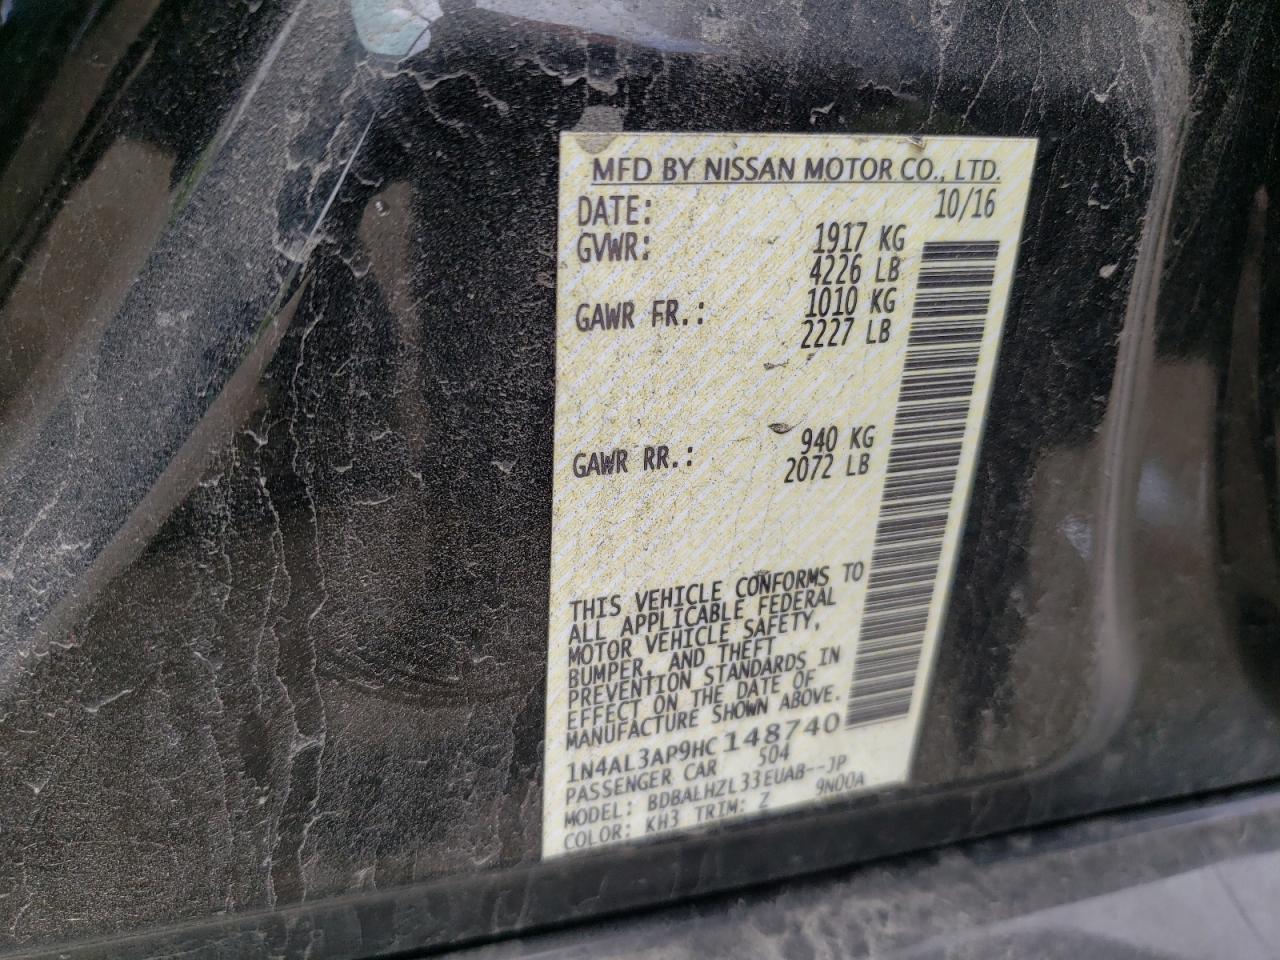 MFD BY NISSAN MOTOR CO., LTD.
DATE: 10/16
GVWR: 1917 KG
4226 LB
GAWR FR.: 1010 KG
2227 LB
GAWR RR.: 940 KG
2072 LB
THIS VEHICLE CONFORMS TO
ALL APPLICABLE FEDERAL
MOTOR VEHICLE SAFETY,
BUMPER, AND THEFT
PREVENTION STANDARDS IN
EFFECT ON THE DATE OF
MANUFACTURE SHOWN ABOVE.
1N4AL3AP9HC148740
PASSENGER CAR 504
MODEL: BDBALHZL33EUAB--JP
COLOR: KH3 TRIM: Z 9N00A